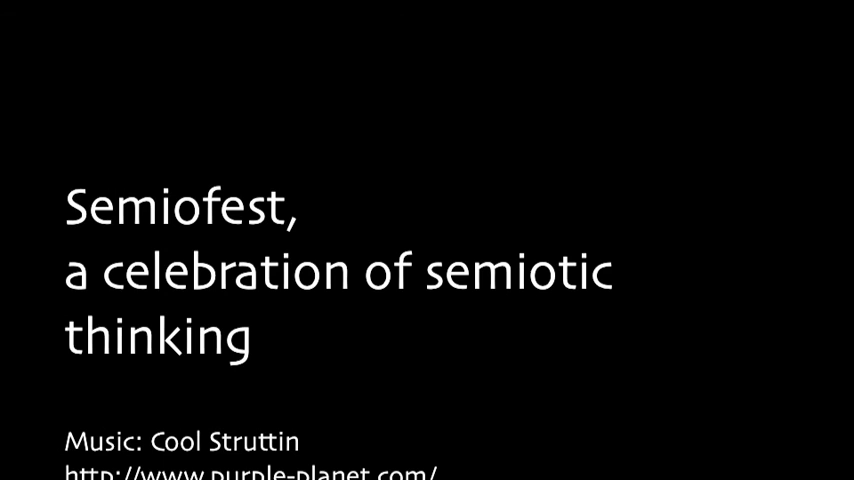 Semiofest,
a celebration of semiotic
thinking
Music: Cool Struttin
http://www.purple-planet.com/